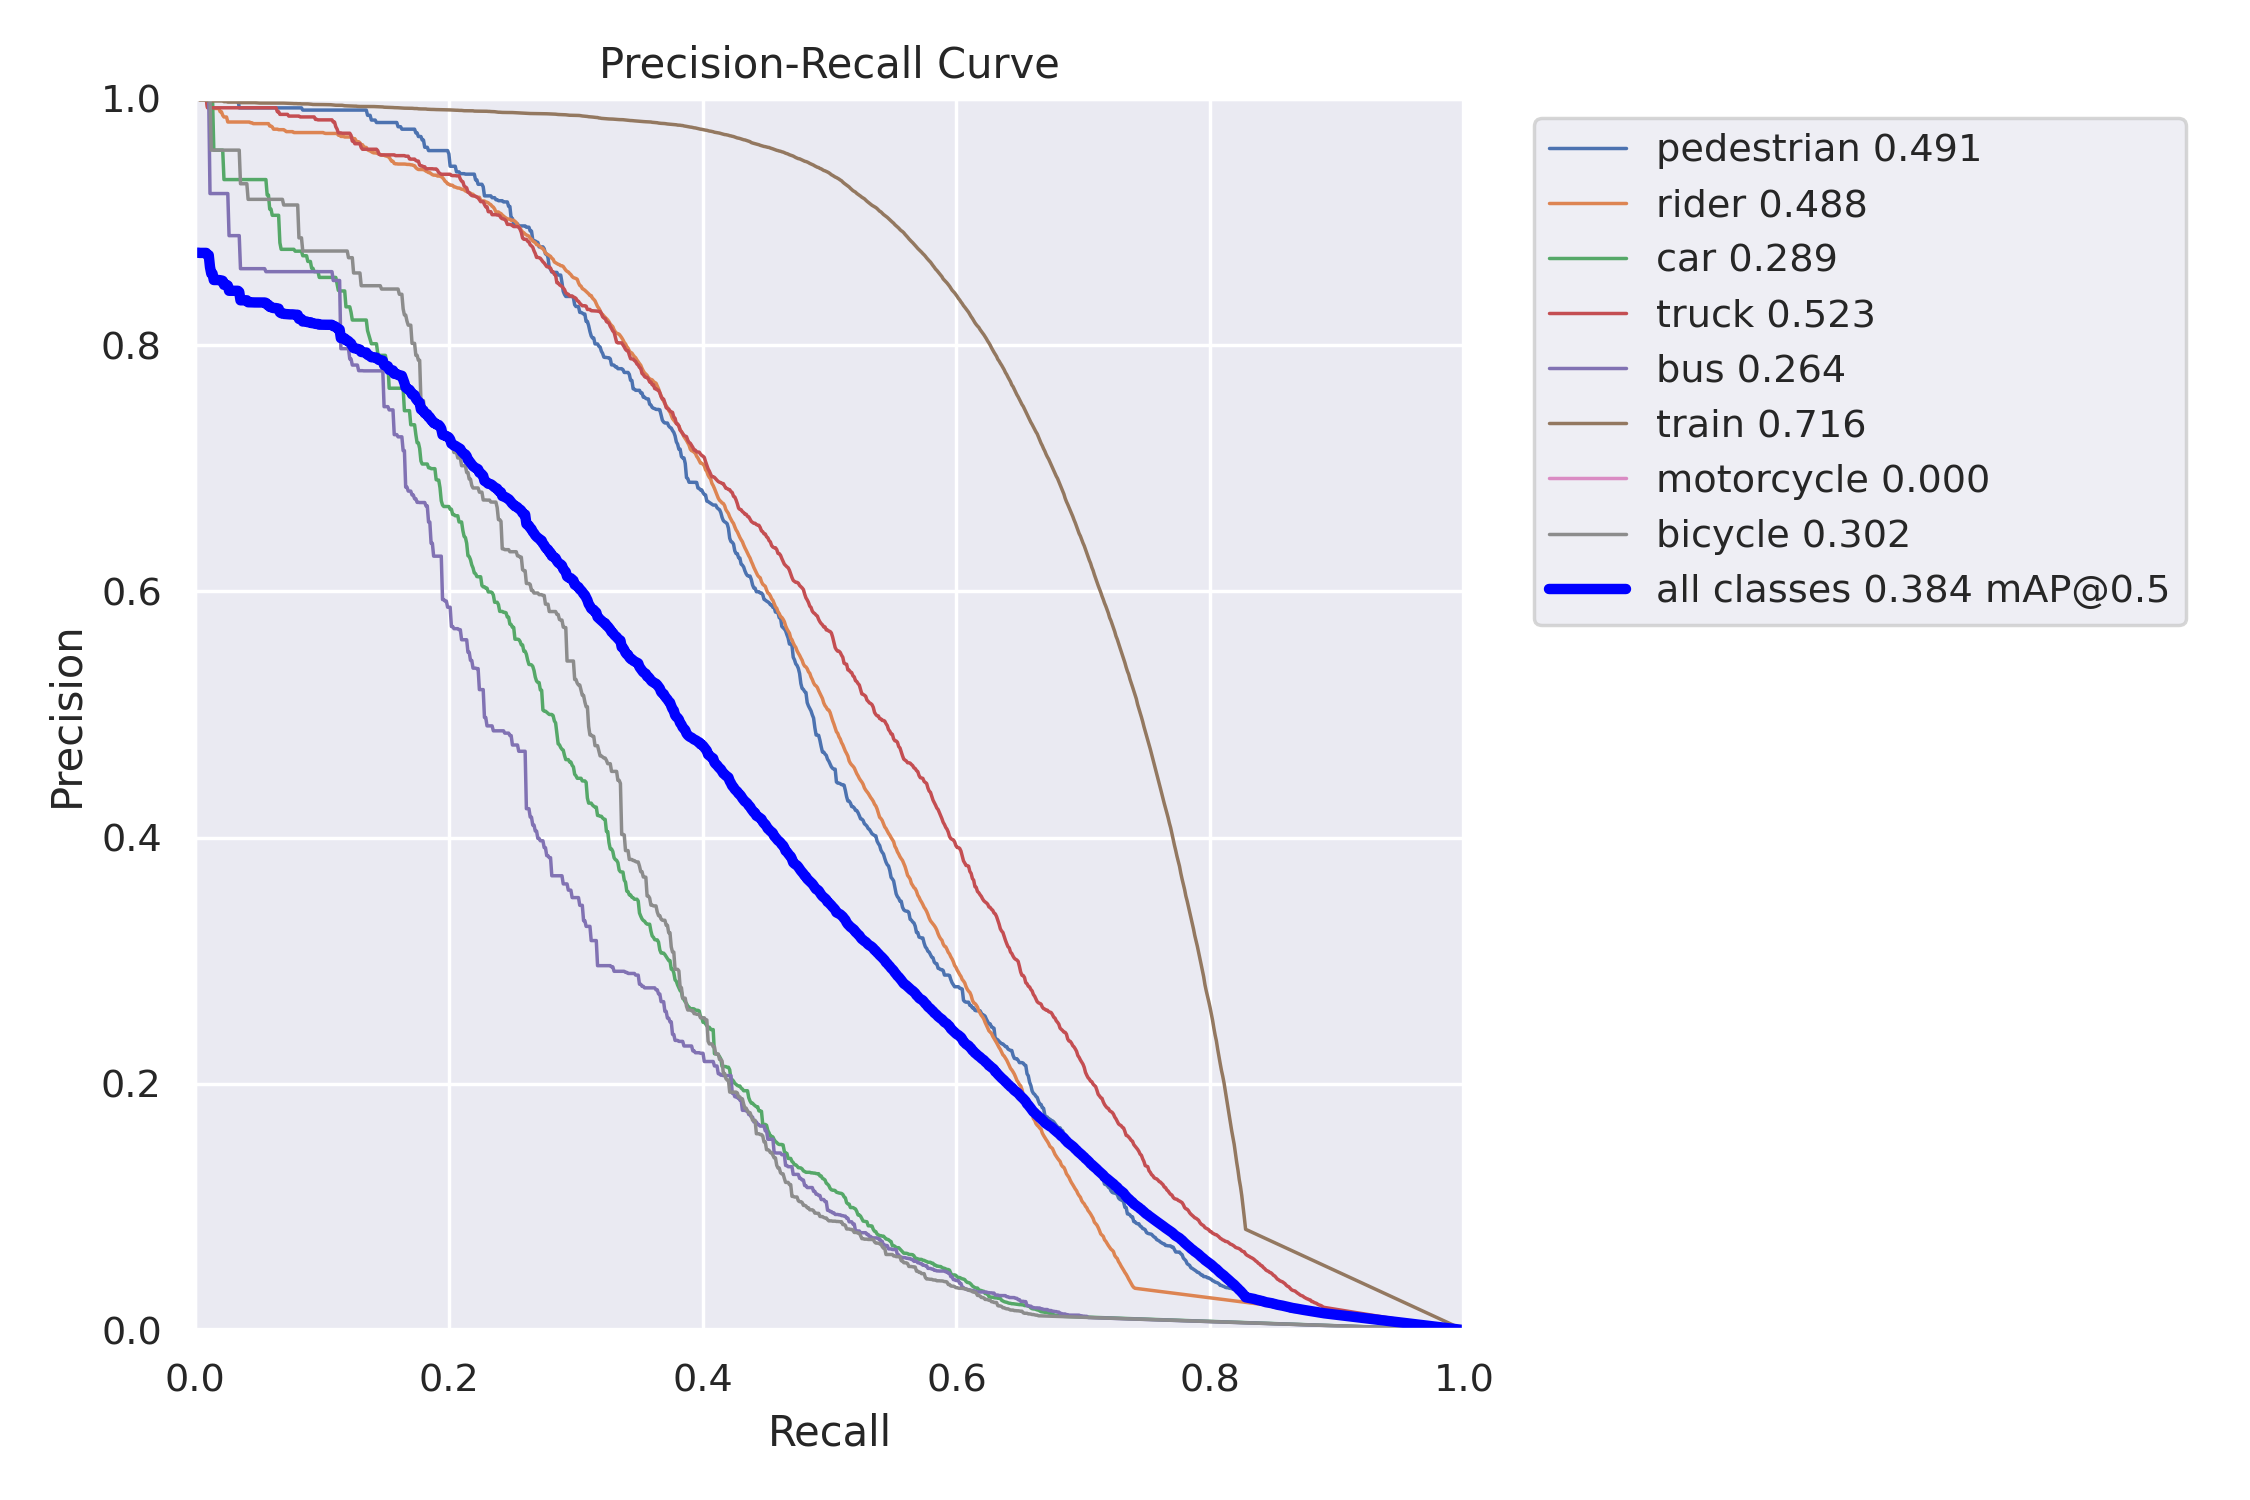 Precision-Recall Curve
1.0
0.8
0.6
0.4
0.2
0.0
Precision
0.0 0.2 0.4 0.6 0.8 1.0
Recall
pedestrian 0.491
rider 0.488
car 0.289
truck 0.523
bus 0.264
train 0.716
motorcycle 0.000
bicycle 0.302
all classes 0.384 mAP@0.5